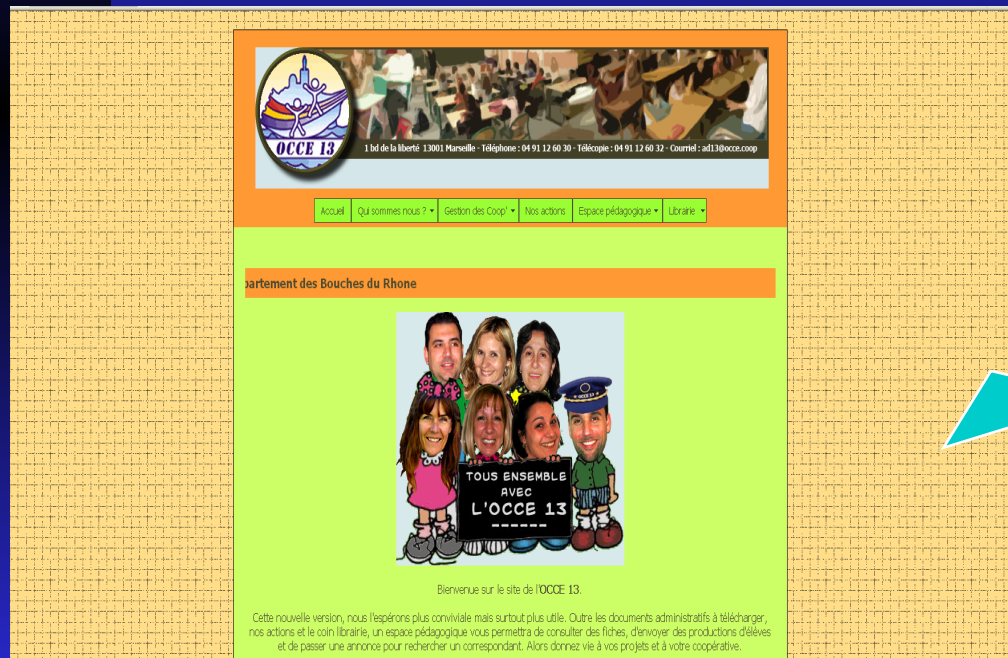 OCCE 13
1 bd de la liberté 13001 Marseille - Téléphone : 04 91 12 60 30 - Télécopie : 04 91 12 60 32 - Courriel : ad13@occe.coop
Accueil Qui sommes nous ? Gestion des Coop' Nos actions Espace pédagogique Librairie
partement des Bouches du Rhone
OCCE 13
TOUS ENSEMBLE
AVEC
L'OCCE 13
------
Bienvenue sur le site de l'OCCE 13.
Cette nouvelle version, nous l'espérons plus conviviale mais surtout plus utile. Outre les documents administratifs à télécharger,
nos actions et le coin librairie, un espace pédagogique vous permettra de consulter des fiches, d'envoyer des productions d'élèves
et de passer une annonce pour rechercher un correspondant. Alors donnez vie à vos projets et à votre coopérative.